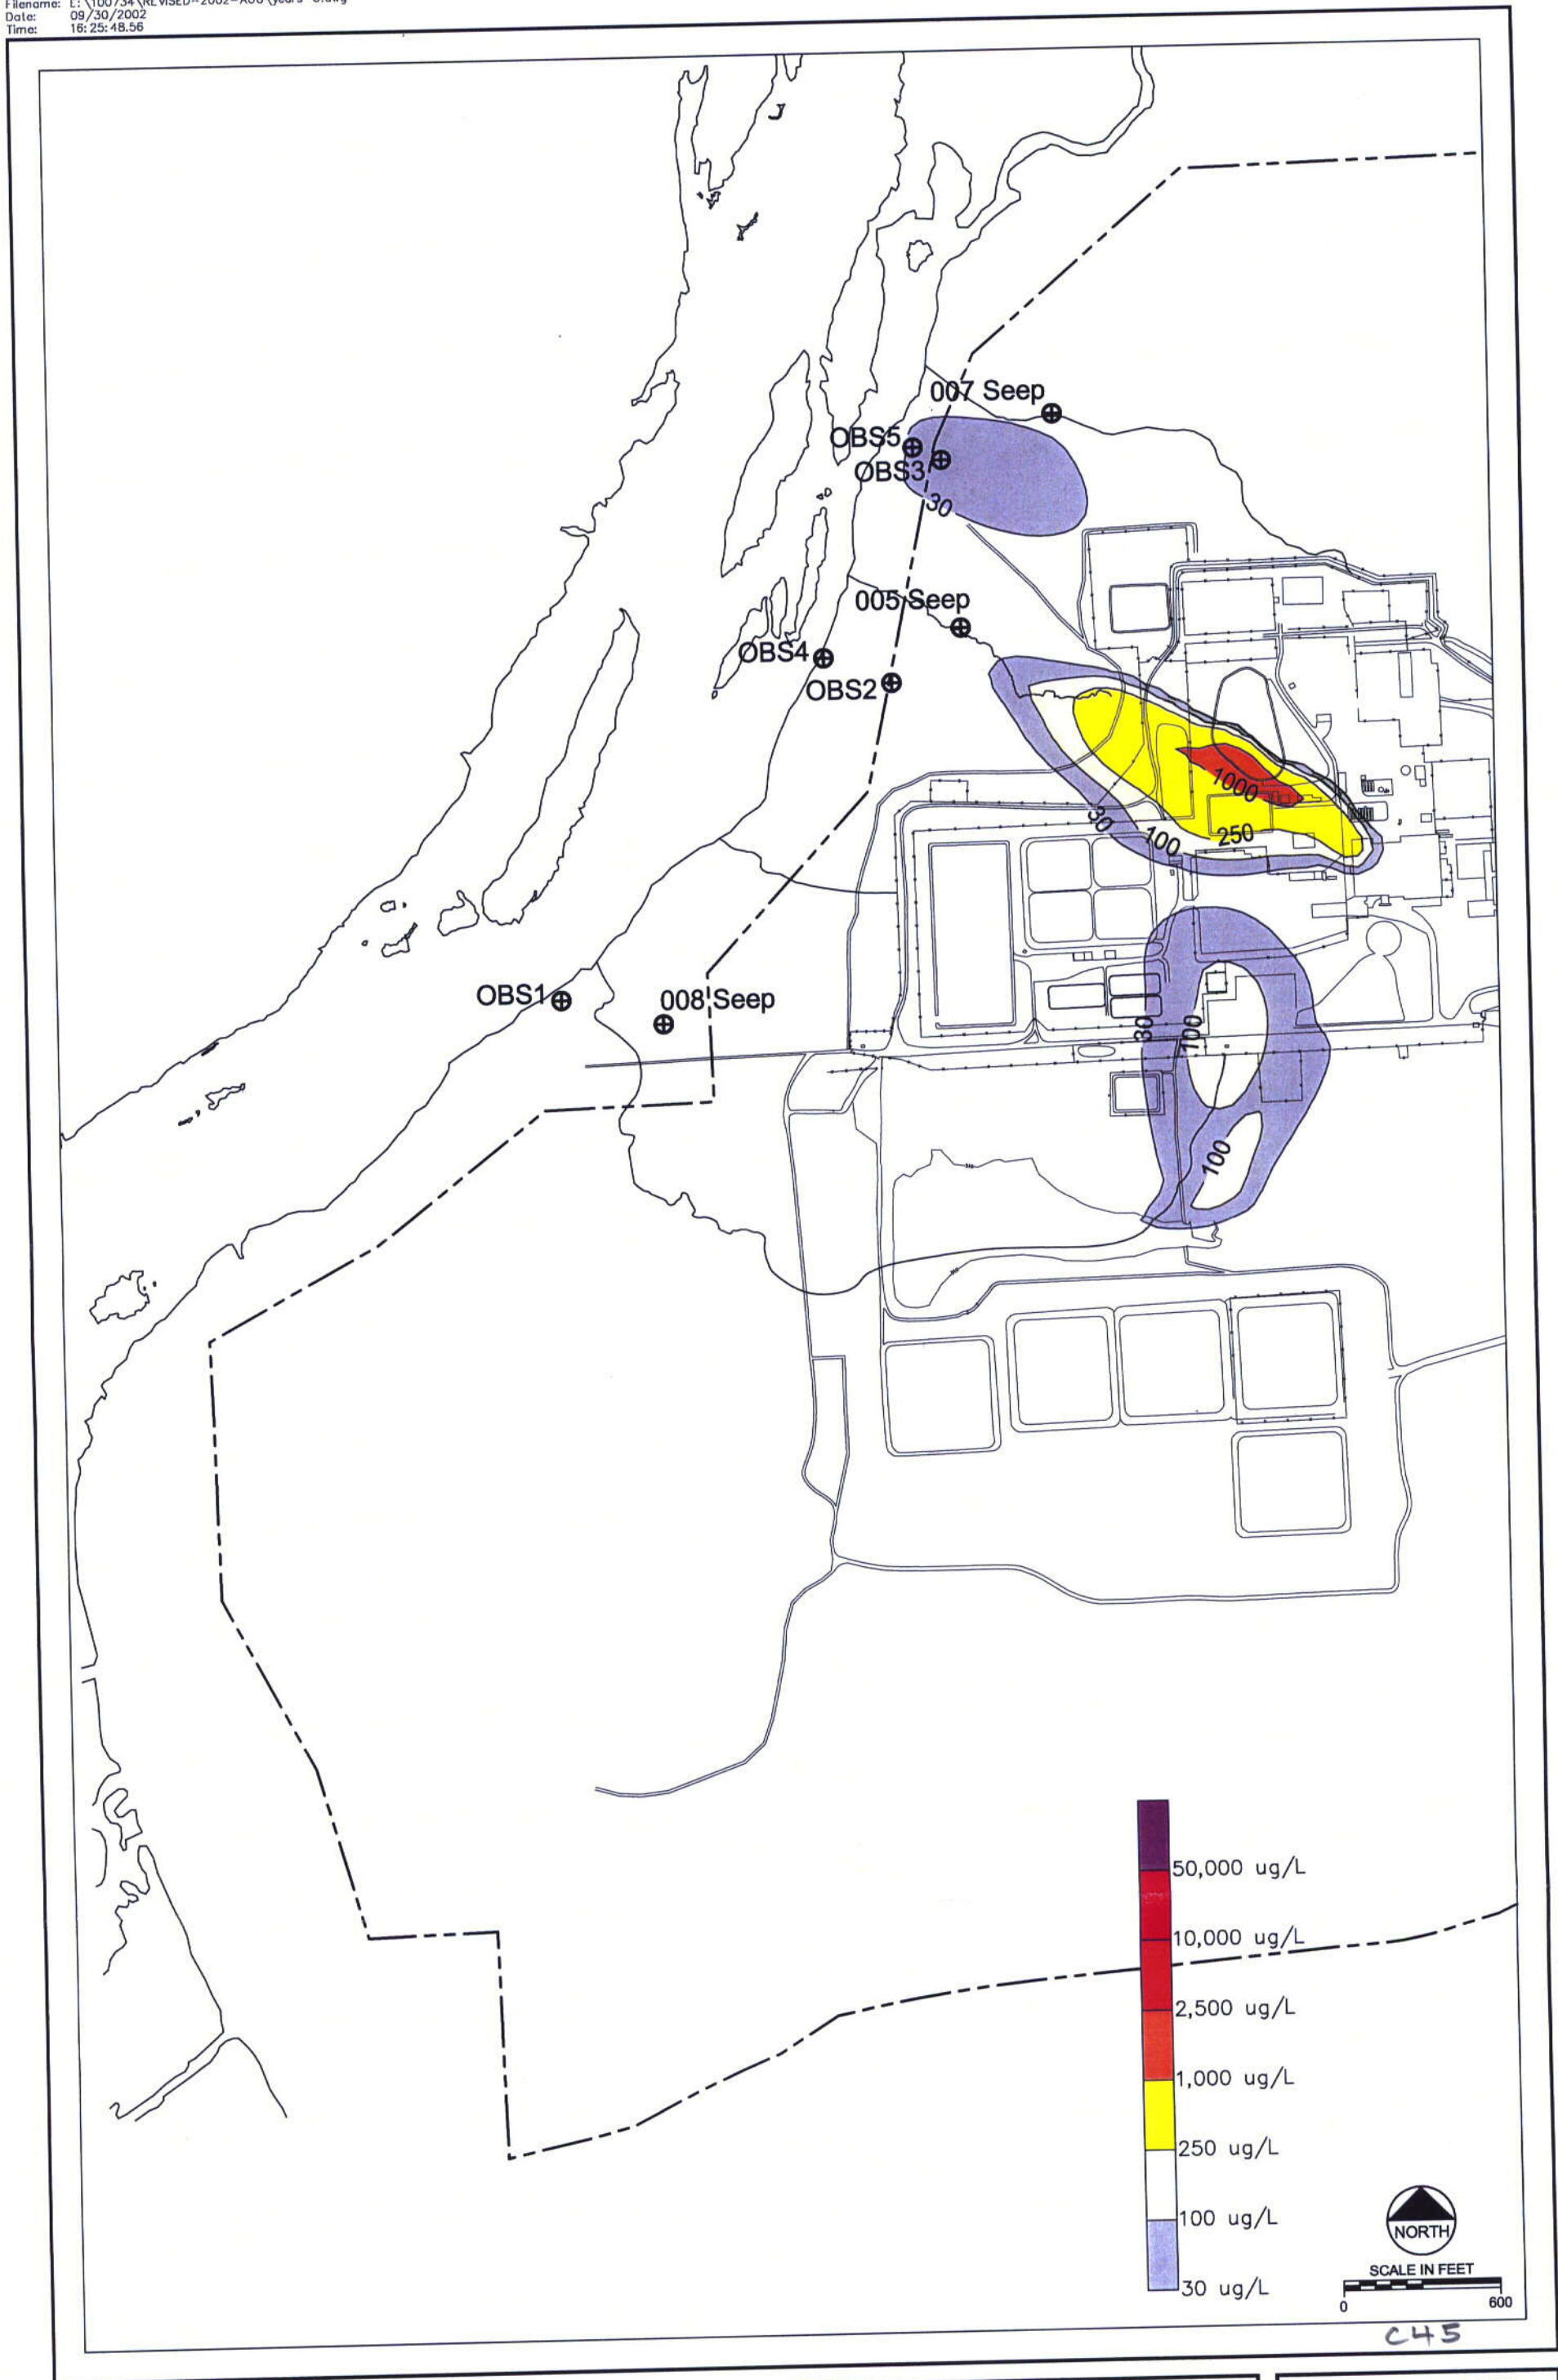 Date: 09/30/2002
Time: 16:25:48.56
007 Seep
OBS5
OBS3
30
005 Seep
OBS4
OBS2
1000
30
100
250
OBS1
008 Seep
30
100
100
50,000 ug/L
10,000 ug/L
2,500 ug/L
1,000 ug/L
250 ug/L
100 ug/L
30 ug/L
NORTH
SCALE IN FEET
0 600
C45